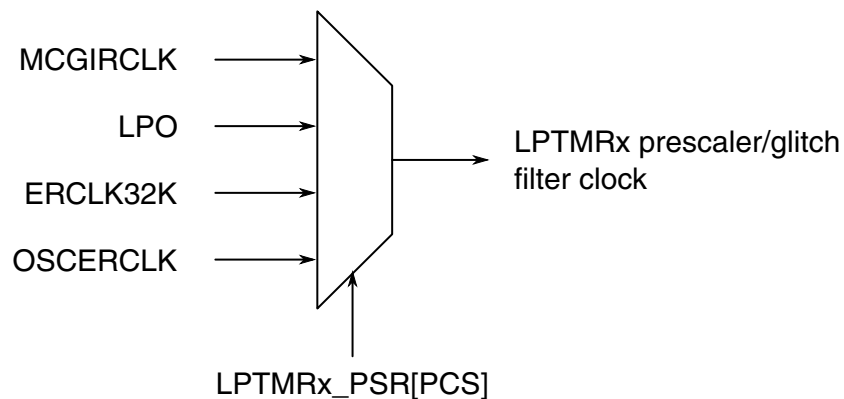 MCGIRCLK
LPO
ERCLK32K
OSCERCLK
LPTMRx prescaler/glitch
filter clock
LPTMRx_PSR[PCS]